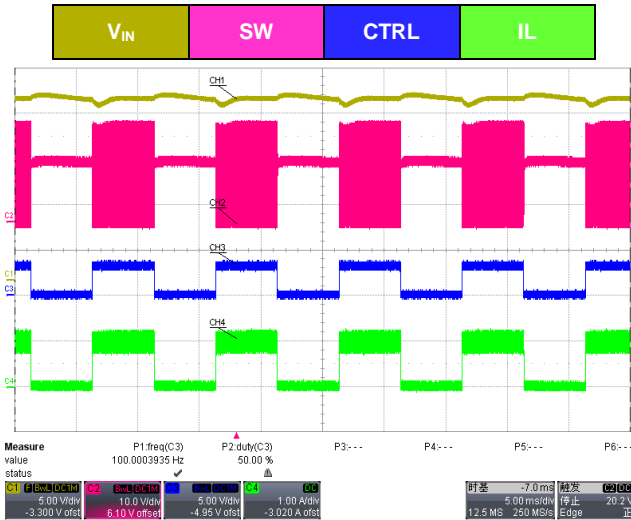 VIN SW CTRL IL
CH1
CH2
C2
CH3
C1
C3
CH4
C4
Measure P1:freq(C3) P2:duty(C3) P3:- - - P4:- - - P5:- - - P6:- -
value 100.0003935 Hz 50.00 %
status
C1 F BwL DC1M C2 BwL DC1M C4 DC 时基 -7.0 ms 触发 C2 DC
5.00 V/div 10.0 V/div 5.00 V/div 1.00 A/div 5.00 ms/div 停止 20.2 V
-3.300 V ofst 6.10 V offset -4.95 V ofst -3.020 A ofst 12.5 MS 250 MS/s Edge 正